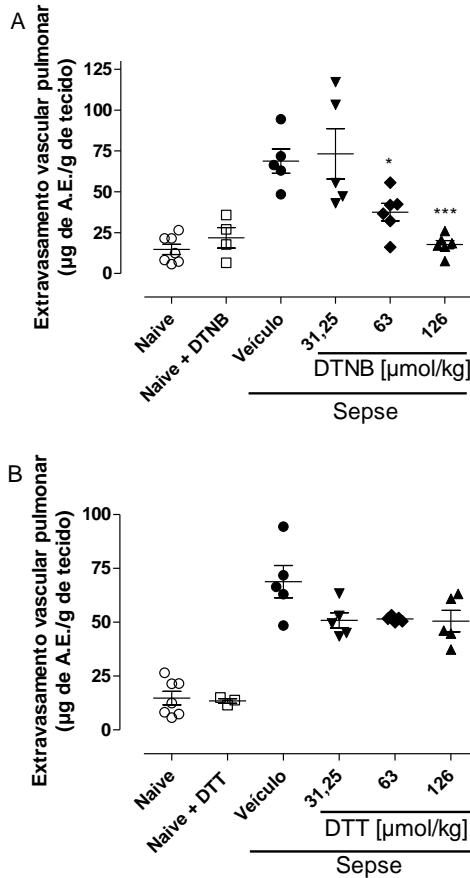 A
Extravasamento vascular pulmonar
(µg de A.E./g de tecido)
125
100
75
50
25
0
*
***
Naive
Naive + DTNB
Veículo
31,25
63
126
DTNB [µmol/kg]
Sepse
B
Extravasamento vascular pulmonar
(µg de A.E./g de tecido)
100
75
50
25
0
Naive
Naive + DTT
Veículo
31,25
63
126
DTT [µmol/kg]
Sepse